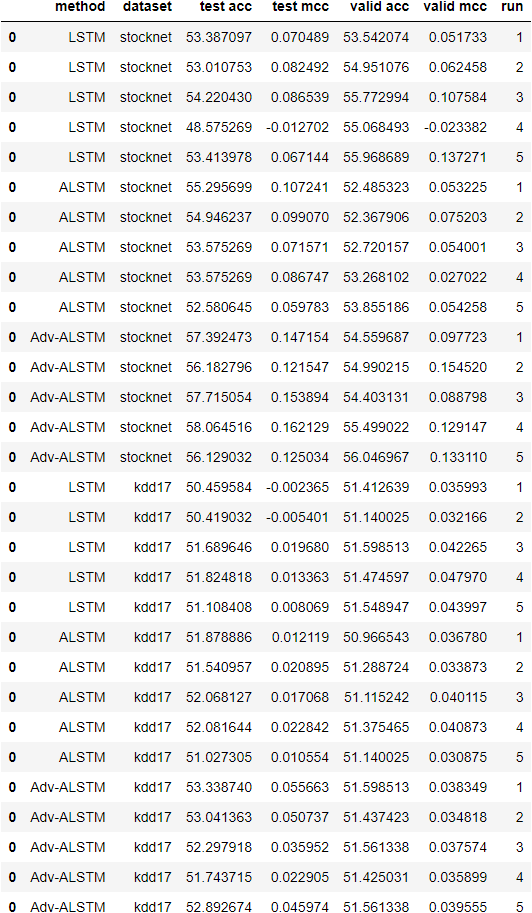 method dataset test acc test mcc valid acc valid mcc run
0 LSTM stocknet 53.387097 0.070489 53.542074 0.051733 1
0 LSTM stocknet 53.010753 0.082492 54.951076 0.062458 2
0 LSTM stocknet 54.220430 0.086539 55.772994 0.107584 3
0 LSTM stocknet 48.575269 -0.012702 55.068493 -0.023382 4
0 LSTM stocknet 53.413978 0.067144 55.968689 0.137271 5
0 ALSTM stocknet 55.295699 0.107241 52.485323 0.053225 1
0 ALSTM stocknet 54.946237 0.099070 52.367906 0.075203 2
0 ALSTM stocknet 53.575269 0.071571 52.720157 0.054001 3
0 ALSTM stocknet 53.575269 0.086747 53.268102 0.027022 4
0 ALSTM stocknet 52.580645 0.059783 53.855186 0.054258 5
0 Adv-ALSTM stocknet 57.392473 0.147154 54.559687 0.097723 1
0 Adv-ALSTM stocknet 56.182796 0.121547 54.990215 0.154520 2
0 Adv-ALSTM stocknet 57.715054 0.153894 54.403131 0.088798 3
0 Adv-ALSTM stocknet 58.064516 0.162129 55.499022 0.129147 4
0 Adv-ALSTM stocknet 56.129032 0.125034 56.046967 0.133110 5
0 LSTM kdd17 50.459584 -0.002365 51.412639 0.035993 1
0 LSTM kdd17 50.419032 -0.005401 51.140025 0.032166 2
0 LSTM kdd17 51.689646 0.019680 51.598513 0.042265 3
0 LSTM kdd17 51.824818 0.013363 51.474597 0.047970 4
0 LSTM kdd17 51.108408 0.008069 51.548947 0.043997 5
0 ALSTM kdd17 51.878886 0.012119 50.966543 0.036780 1
0 ALSTM kdd17 51.540957 0.020895 51.288724 0.033873 2
0 ALSTM kdd17 52.068127 0.017068 51.115242 0.040115 3
0 ALSTM kdd17 52.081644 0.022842 51.375465 0.040873 4
0 ALSTM kdd17 51.027305 0.010554 51.140025 0.030875 5
0 Adv-ALSTM kdd17 53.338740 0.055663 51.598513 0.038349 1
0 Adv-ALSTM kdd17 53.041363 0.050737 51.437423 0.034818 2
0 Adv-ALSTM kdd17 52.297918 0.035952 51.561338 0.037574 3
0 Adv-ALSTM kdd17 51.743715 0.022905 51.425031 0.035899 4
0 Adv-ALSTM kdd17 52.892674 0.045974 51.561338 0.039555 5